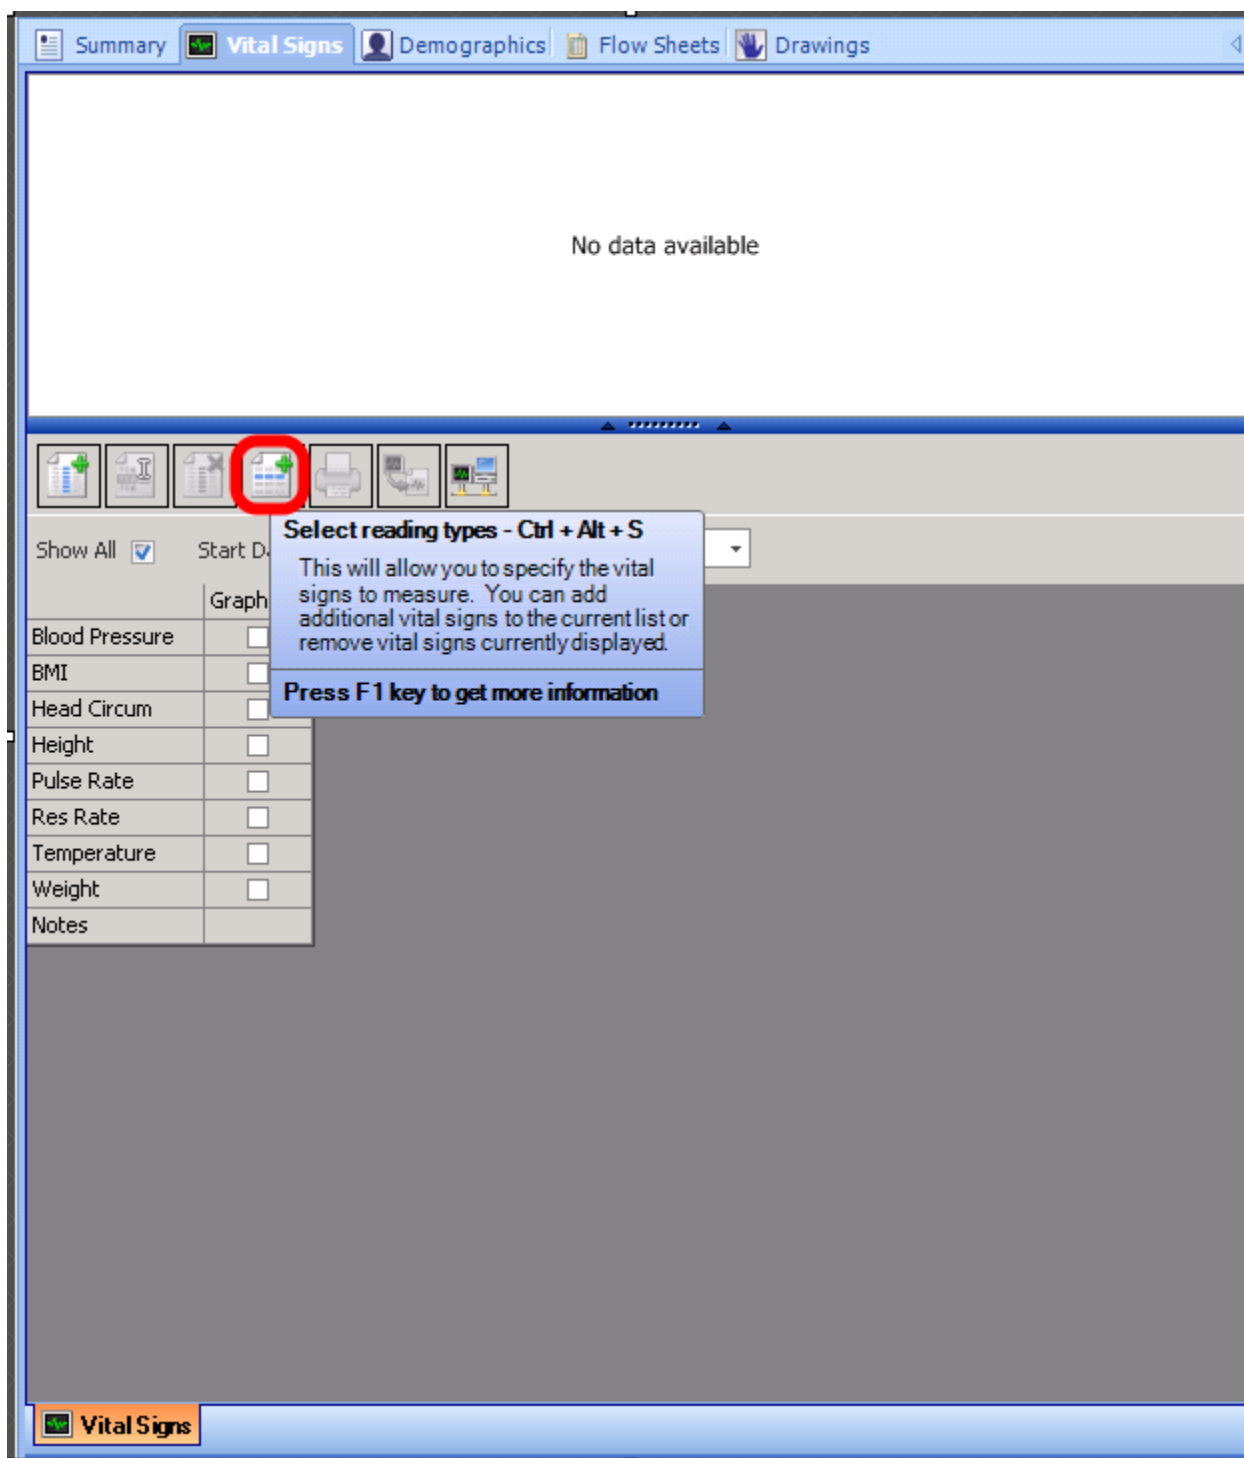 Summary Vital Signs Demographics Flow Sheets Drawings
No data available
Select reading types - Ctrl + Alt + S
This will allow you to specify the vital
signs to measure. You can add
additional vital signs to the current list or
remove vital signs currently displayed.
Press F1 key to get more information
Show All Start D
Graph
Blood Pressure
BMI
Head Circum
Height
Pulse Rate
Res Rate
Temperature
Weight
Notes
Vital Signs